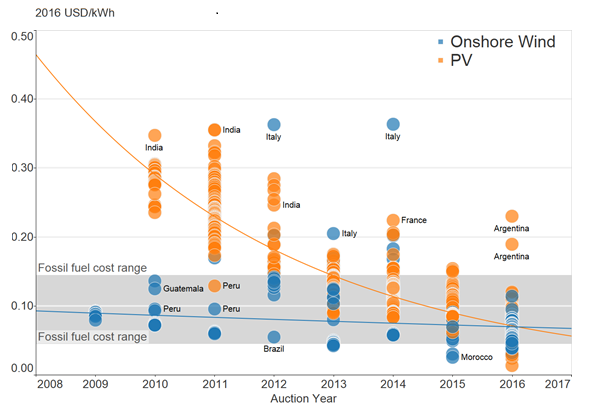 2016 USD/kWh
0.50
Onshore Wind
PV
0.40
India
India
Italy
Italy
0.30
India
Italy
France
Argentina
0.20
Argentina
Fossil fuel cost range
Guatemala
Peru
0.10
Peru
Peru
Fossil fuel cost range
Brazil
Morocco
0.00
2008 2009 2010 2011 2012 2013 2014 2015 2016 2017
Auction Year